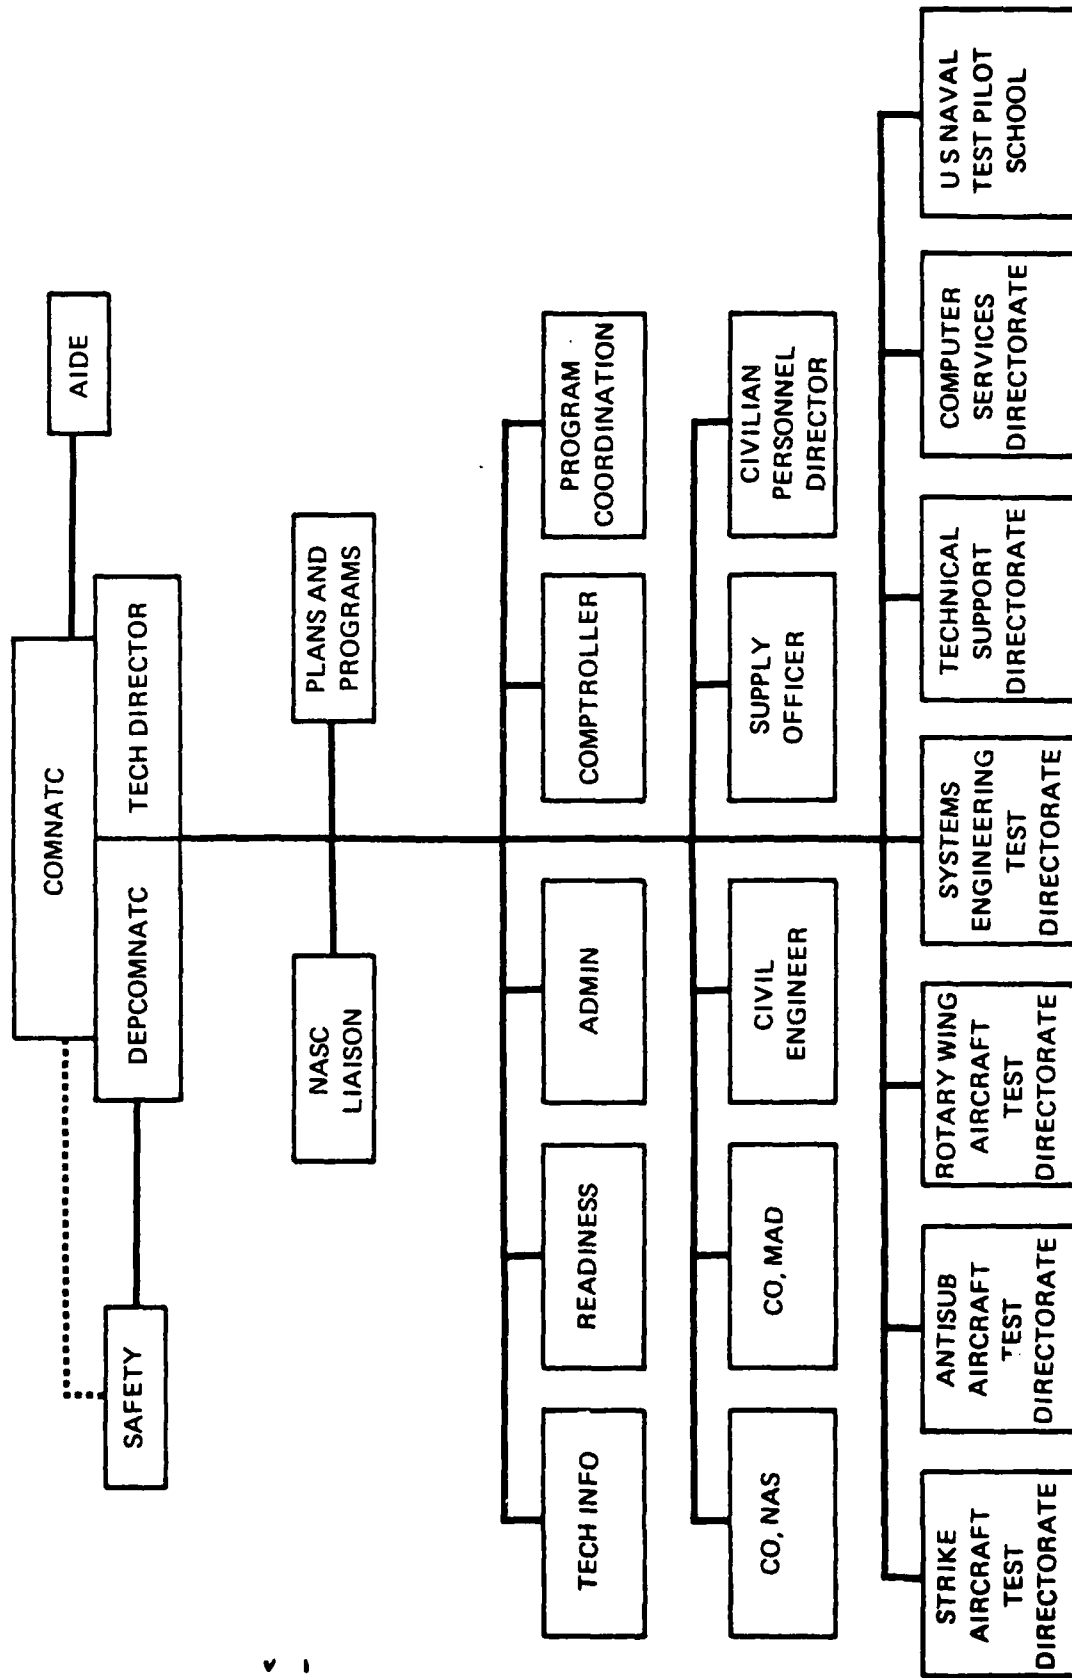 COMNATC
AIDE
DEPCOMNATC
TECH DIRECTOR
SAFETY
NASC
LIAISON
PLANS AND
PROGRAMS
TECH INFO
READINESS
ADMIN
COMPTROLLER
PROGRAM
COORDINATION
CO, NAS
CO, MAD
CIVIL
ENGINEER
SUPPLY
OFFICER
CIVILIAN
PERSONNEL
DIRECTOR
STRIKE
AIRCRAFT
TEST
DIRECTORATE
ANTISUB
AIRCRAFT
TEST
DIRECTORATE
ROTARY WING
AIRCRAFT
TEST
DIRECTORATE
SYSTEMS
ENGINEERING
TEST
DIRECTORATE
TECHNICAL
SUPPORT
DIRECTORATE
COMPUTER
SERVICES
DIRECTORATE
U S NAVAL
TEST PILOT
SCHOOL